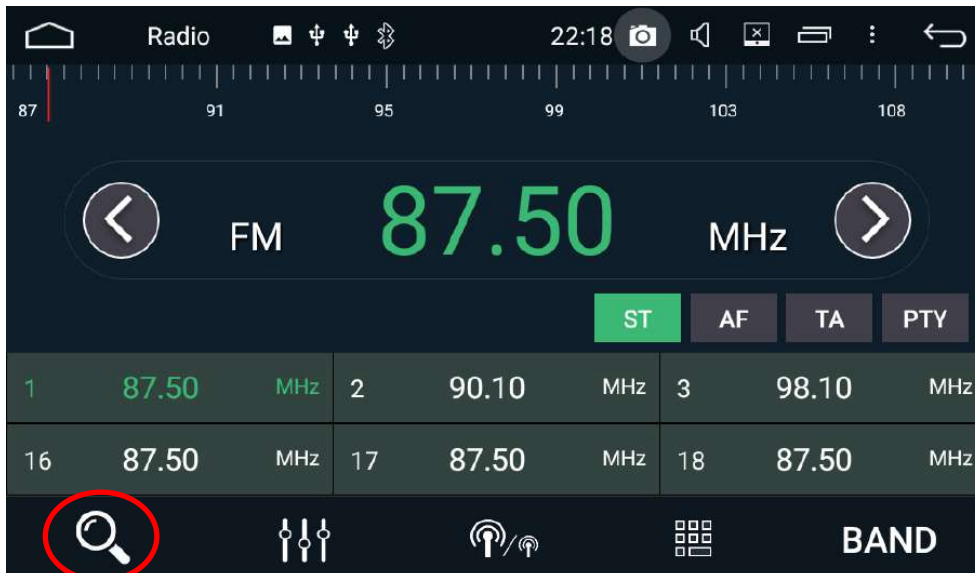 Radio 22:18
87 91 95 99 103 108
FM 87.50 MHz
ST AF TA PTY
1 87.50 MHz 2 90.10 MHz 3 98.10 MHz
16 87.50 MHz 17 87.50 MHz 18 87.50 MHz
BAND